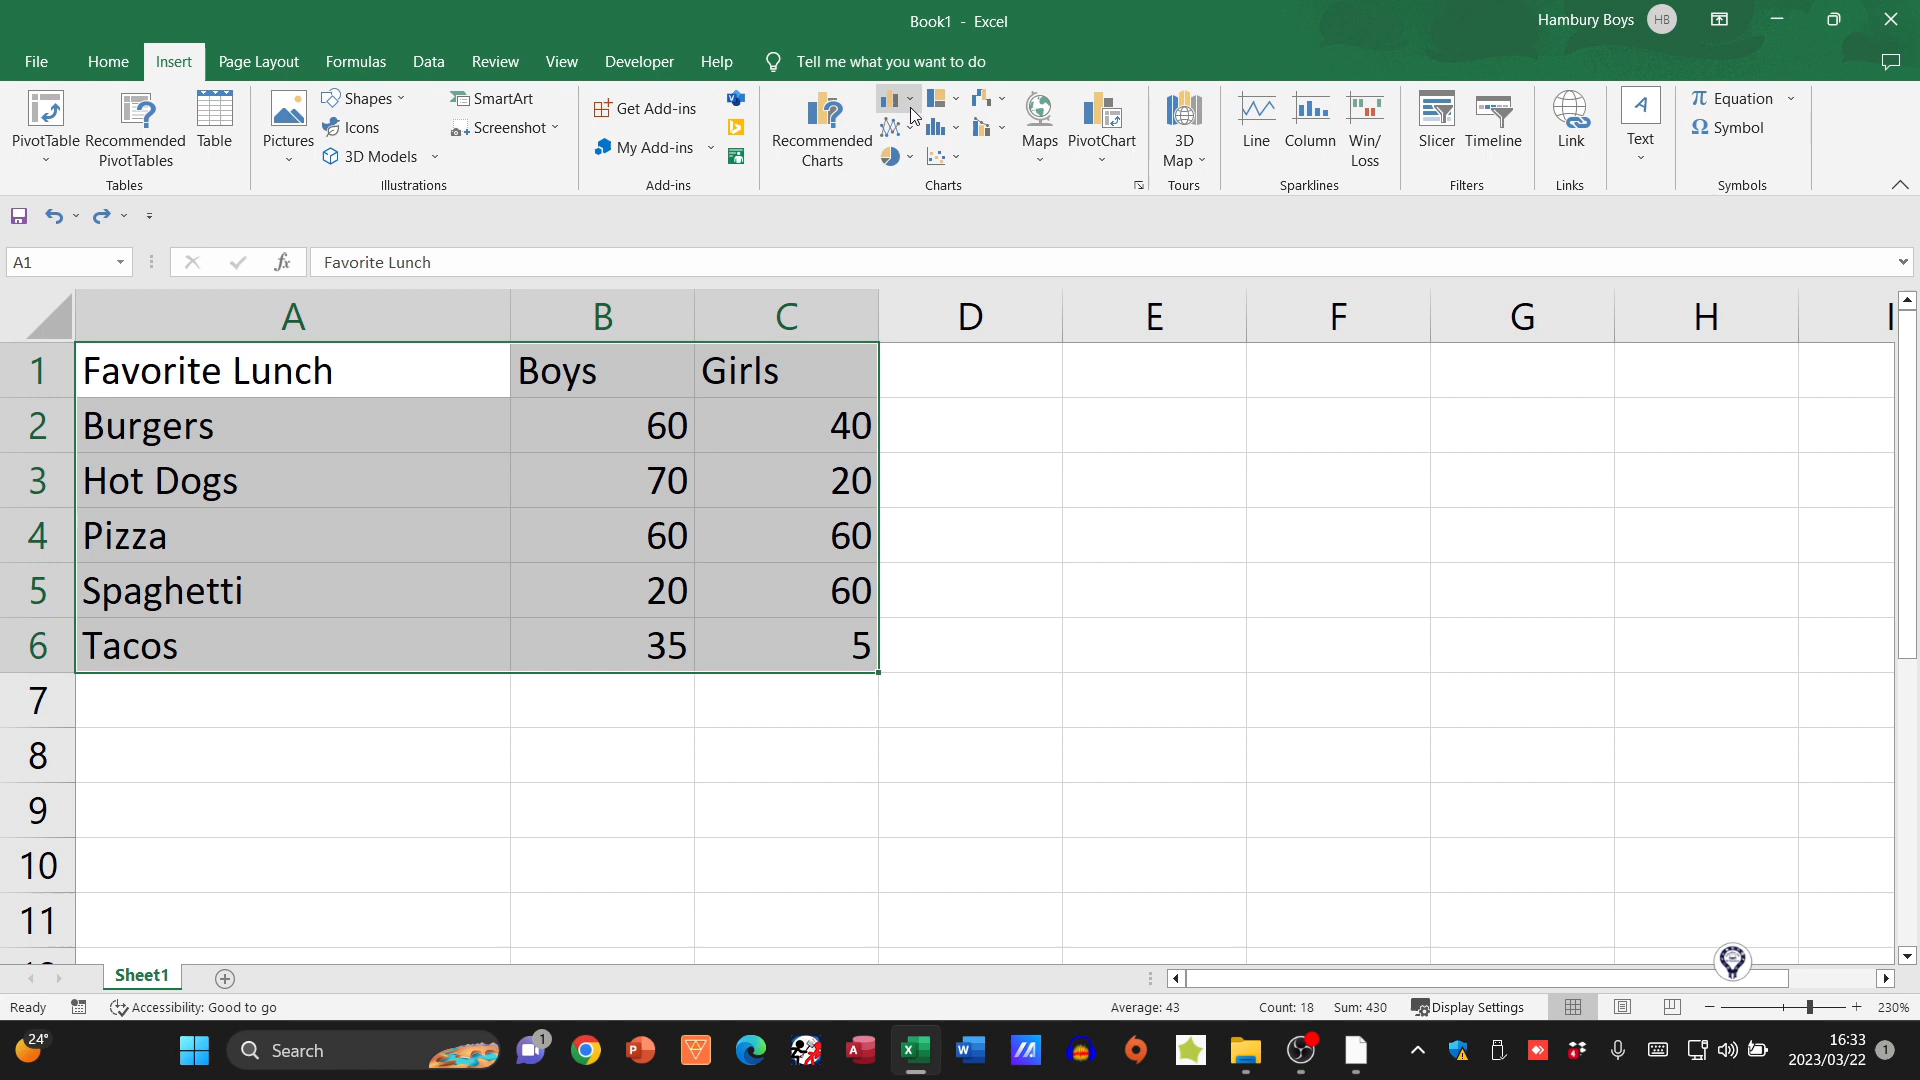 Book1 - Excel
Hambury Boys HB
File Home Insert Page Layout Formulas Data Review View Developer Help Tell me what you want to do
PivotTable Recommended PivotTables Table
Tables
Pictures Shapes Icons 3D Models SmartArt Screenshot
Illustrations
Get Add-ins
My Add-ins
Add-ins
Recommended Charts Maps PivotChart
Charts
3D Map
Tours
Line Column Win/ Loss
Sparklines
Slicer Timeline
Filters
Link
Links
Text
Equation
Symbol
Symbols
A1 fx Favorite Lunch
A B C D E F G H I
1 Favorite Lunch Boys Girls
2 Burgers 60 40
3 Hot Dogs 70 20
4 Pizza 60 60
5 Spaghetti 20 60
6 Tacos 35 5
7
8
9
10
11
Sheet1
Ready Accessibility: Good to go Average: 43 Count: 18 Sum: 430 Display Settings 230%
24° Search 1 16:33 1
2023/03/22